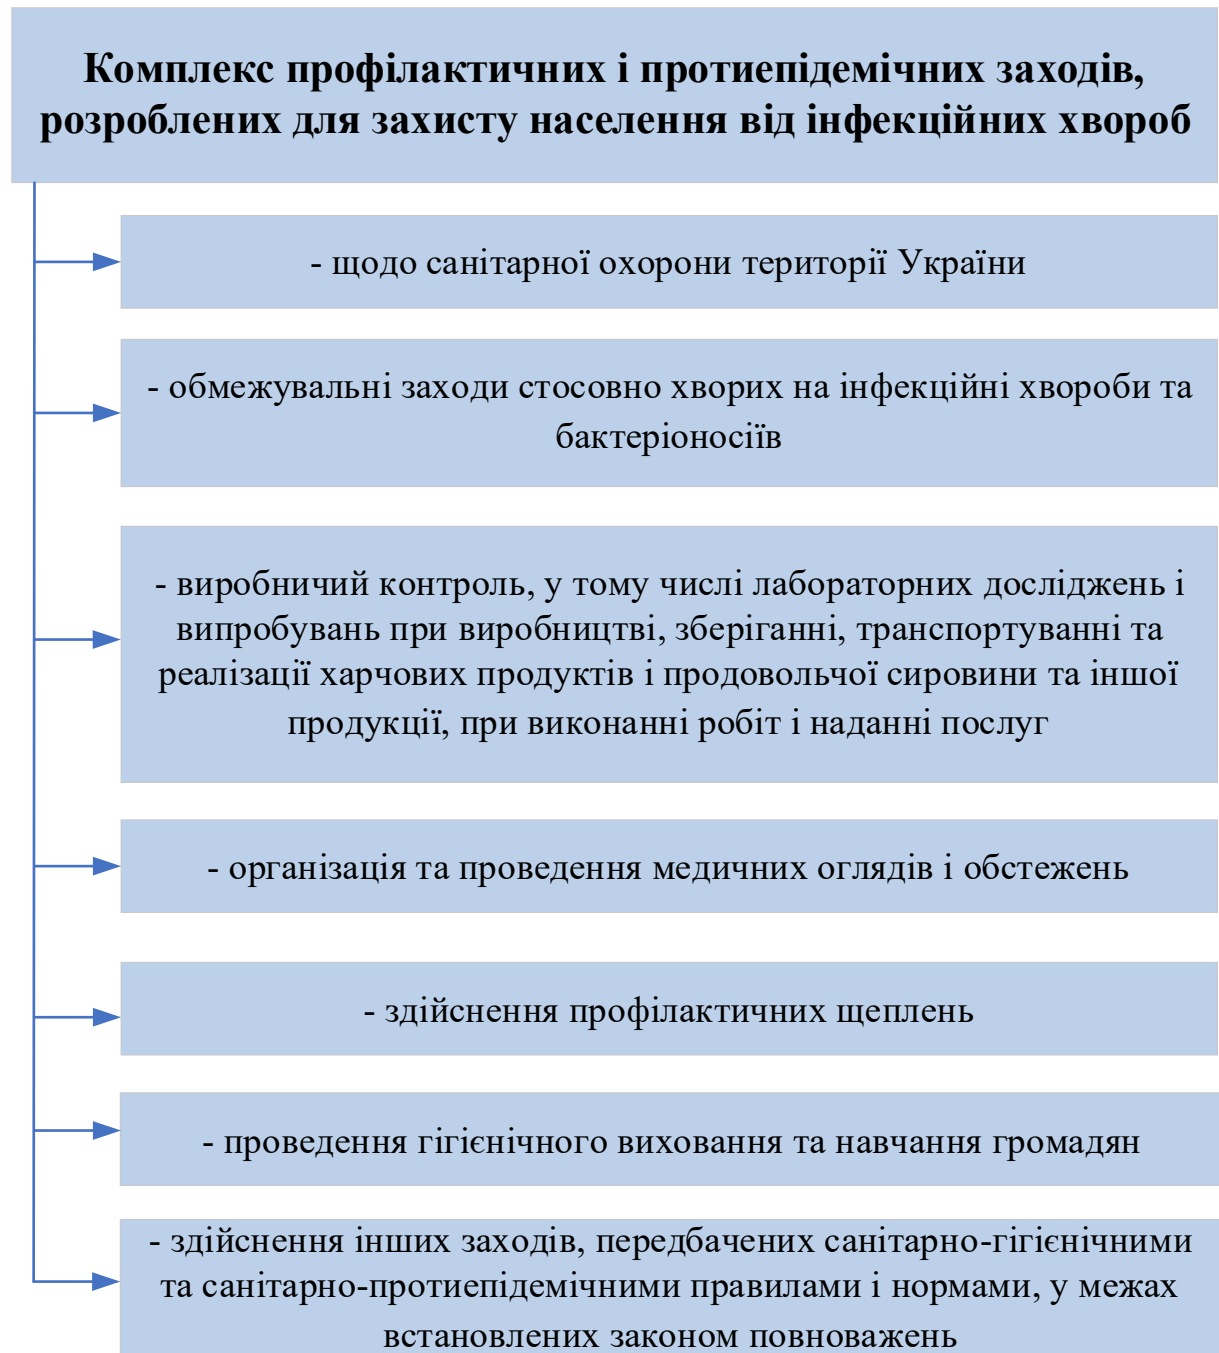 Комплекс профілактичних і протиепідемічних заходів,
розроблених для захисту населення від інфекційних хвороб
- щодо санітарної охорони території України
- обмежувальні заходи стосовно хворих на інфекційні хвороби та
бактеріоносіїв
- виробничий контроль, у тому числі лабораторних досліджень і
випробувань при виробництві, зберіганні, транспортуванні та
реалізації харчових продуктів і продовольчої сировини та іншої
продукції, при виконанні робіт і наданні послуг
- організація та проведення медичних оглядів і обстежень
- здійснення профілактичних щеплень
- проведення гігієнічного виховання та навчання громадян
- здійснення інших заходів, передбачених санітарно-гігієнічними
та санітарно-протиепідемічними правилами і нормами, у межах
встановлених законом повноважень